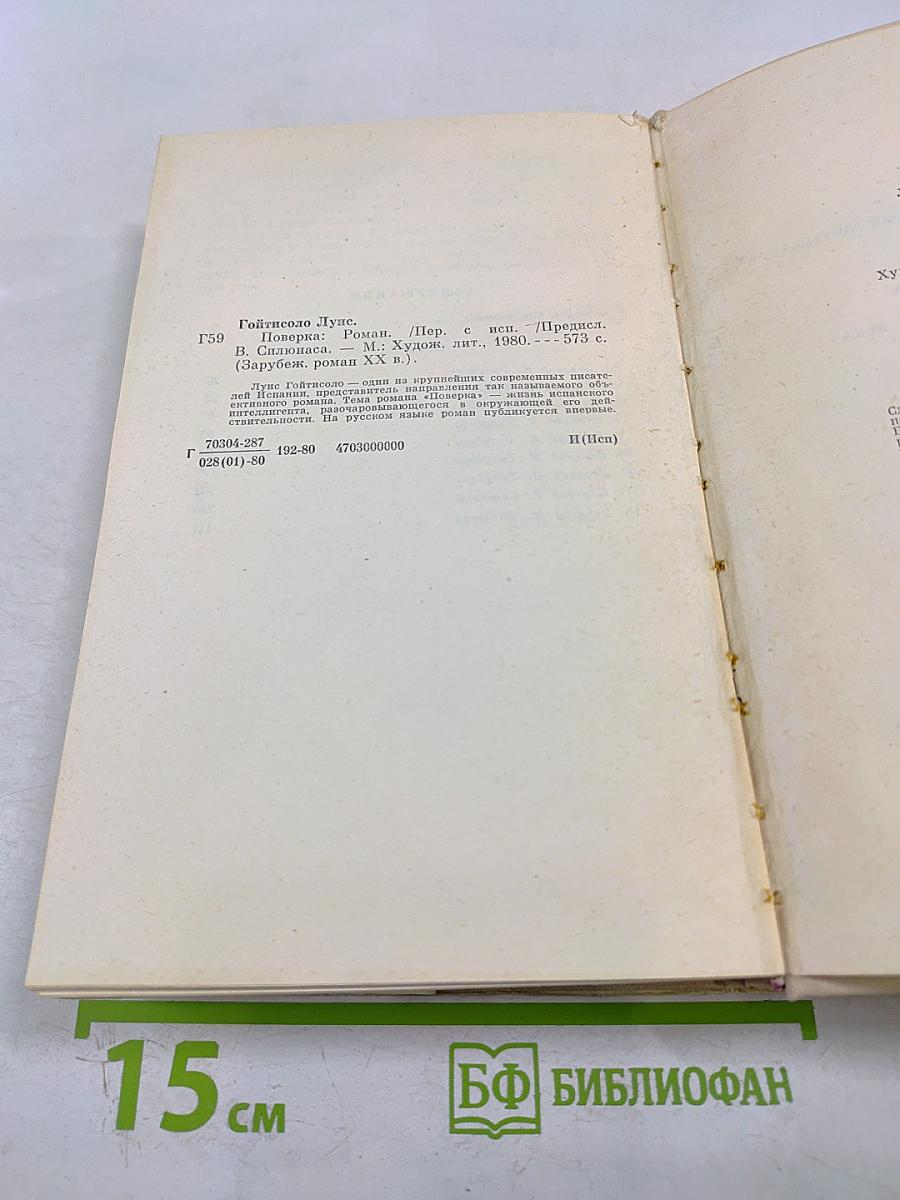 Гойтисоло Луис.
Г59 Поверка: Роман. /Пер. с исп. /Предисл.
В. Силюнаса. — М.: Худож. лит., 1980. --- 573 с.
(Зарубеж. роман XX в.).
Луис Гойтисоло — один из крупнейших современных писате-
лей Испании, представитель направления так называемого объ-
ективного романа. Тема романа «Поверка» — жизнь испанского
интеллигента, разочаровывающегося в окружающей его дей-
ствительности. На русском языке роман публикуется впервые.
Г 70304-287
028(01)-80 192-80 4703000000 И(Исп)
Ху
15 см
БФ БИБЛИОФАН